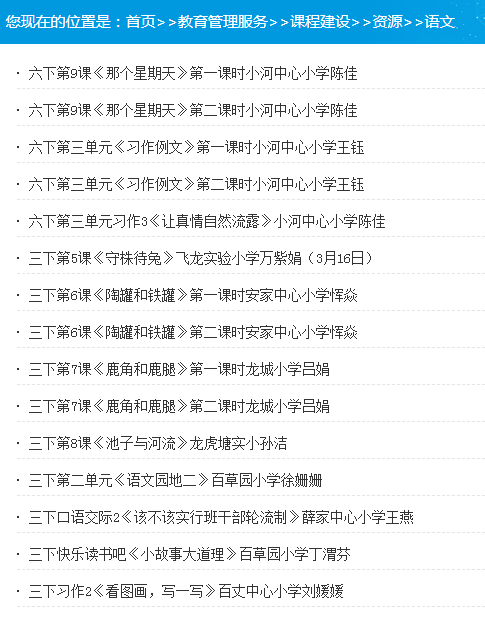 您现在的位置是：首页>>教育管理服务>>课程建设>>资源>>语文
· 六下第9课《那个星期天》第一课时小河中心小学陈佳
· 六下第9课《那个星期天》第二课时小河中心小学陈佳
· 六下第三单元《习作例文》第一课时小河中心小学王钰
· 六下第三单元《习作例文》第二课时小河中心小学王钰
· 六下第三单元习作3《让真情自然流露》小河中心小学陈佳
· 三下第5课《守株待兔》飞龙实验小学万紫娟（3月16日）
· 三下第6课《陶罐和铁罐》第一课时安家中心小学恽焱
· 三下第6课《陶罐和铁罐》第二课时安家中心小学恽焱
· 三下第7课《鹿角和鹿腿》第一课时龙城小学吕娟
· 三下第7课《鹿角和鹿腿》第二课时龙城小学吕娟
· 三下第8课《池子与河流》龙虎塘实小孙洁
· 三下第二单元《语文园地二》百草园小学徐姗姗
· 三下口语交际2《该不该实行班干部轮流制》薛家中心小学王燕
· 三下快乐读书吧《小故事大道理》百草园小学丁渭芬
· 三下习作2《看图画，写一写》百丈中心小学刘媛媛